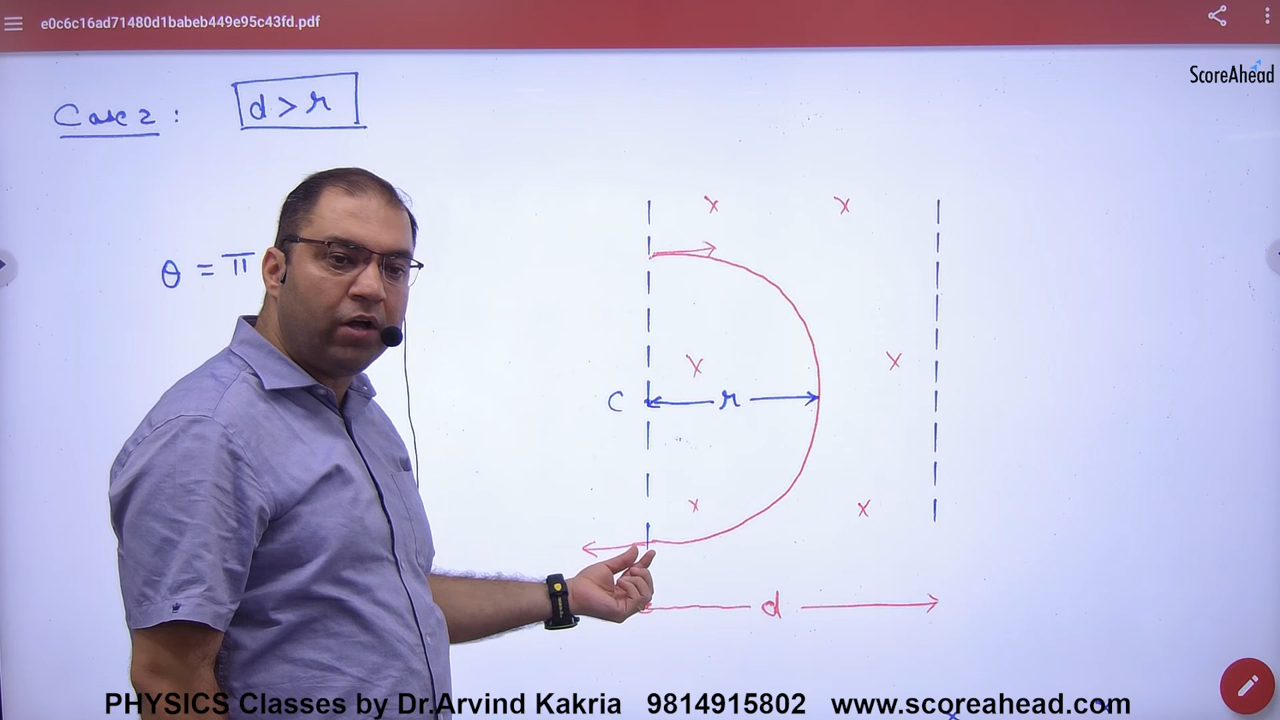 e0c6c16ad71480d1babeb449e95c43fd.pdf
ScoreAhead
Case 2 : d > r
x x
θ = π
x x
C r
x x
d
PHYSICS Classes by Dr.Arvind Kakria 9814915802 www.scoreahead.com